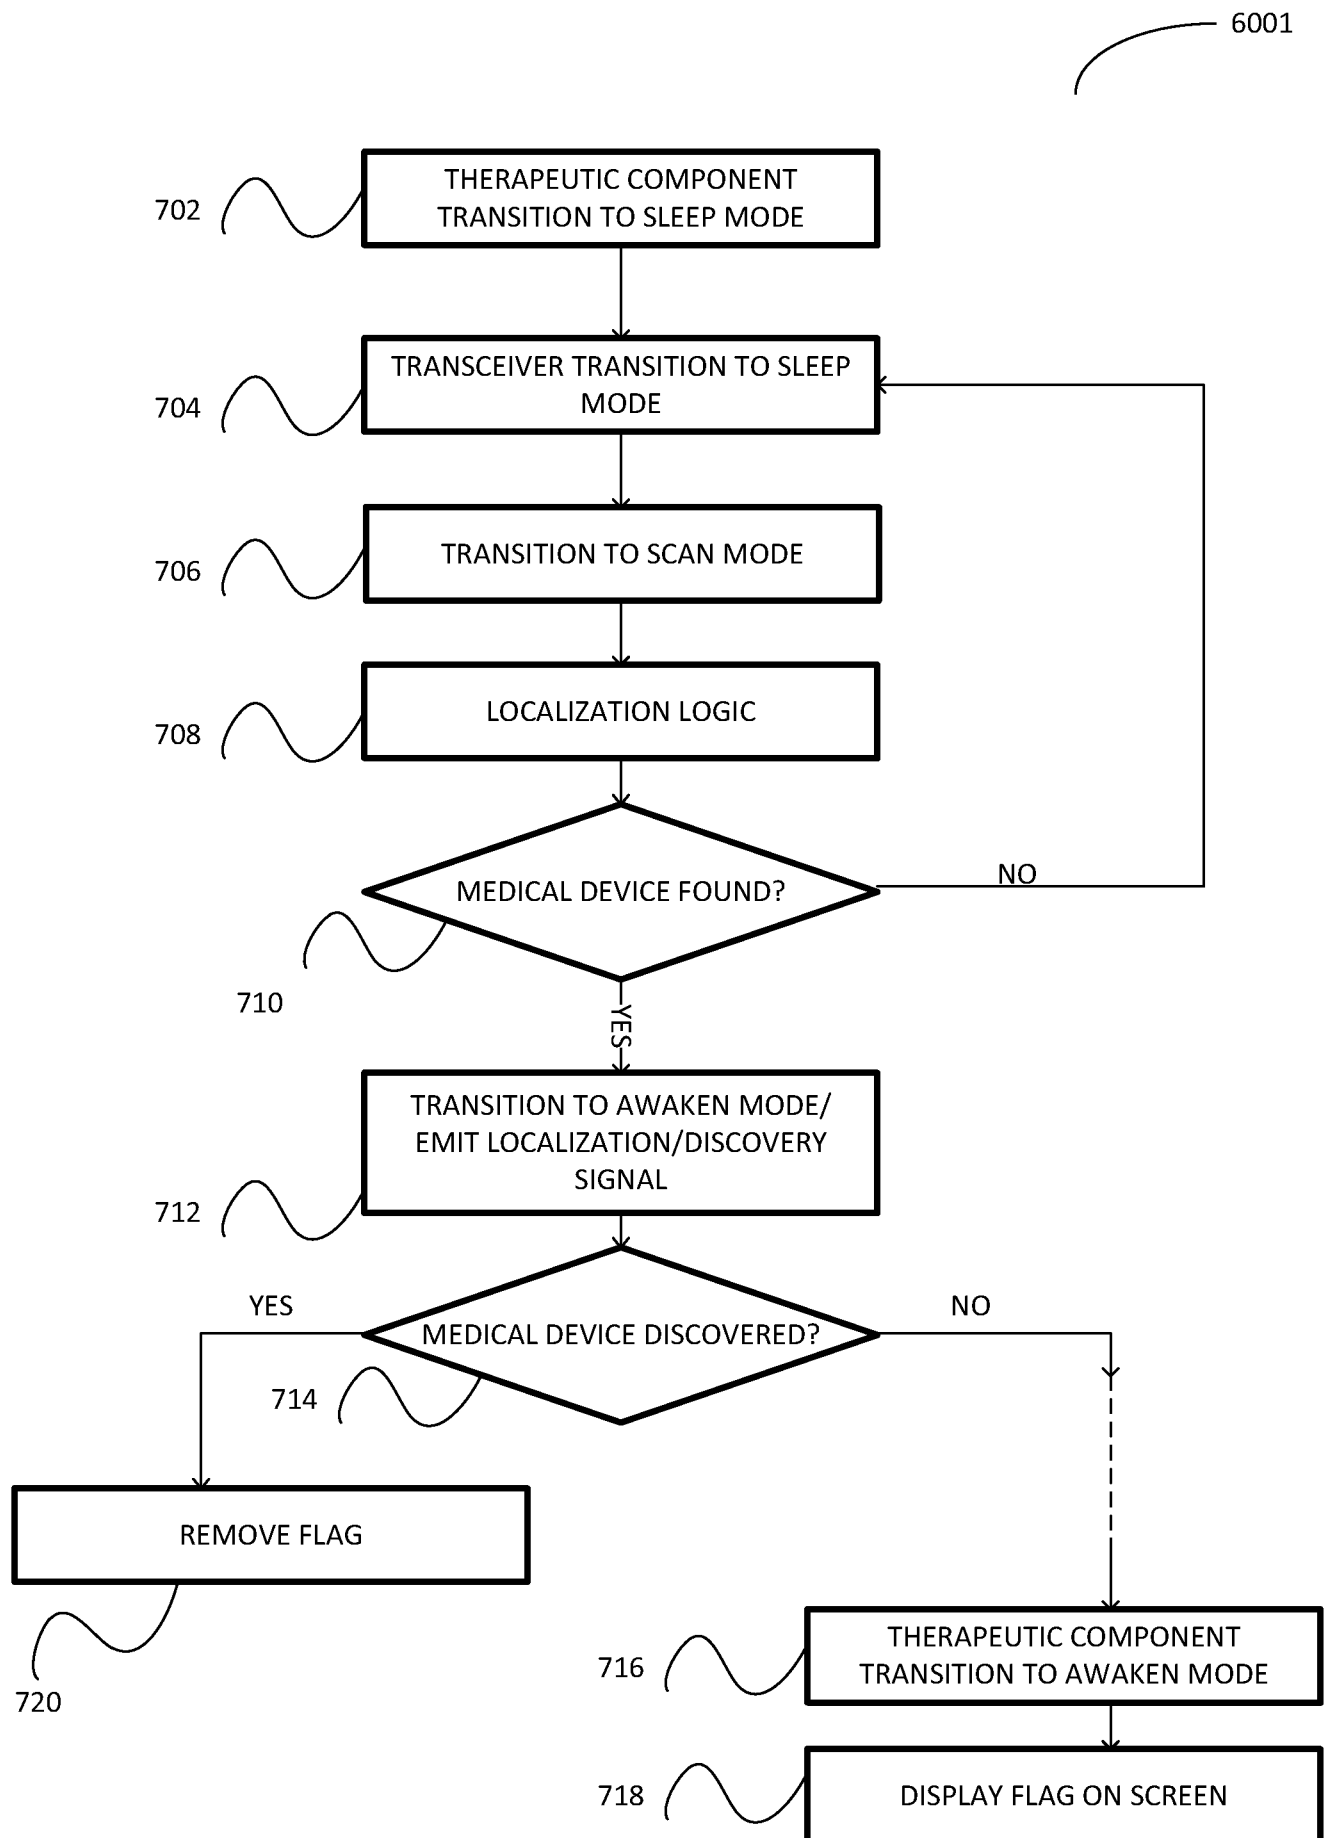 6001
THERAPEUTIC COMPONENT
TRANSITION TO SLEEP MODE
702
TRANSCEIVER TRANSITION TO SLEEP
MODE
704
TRANSITION TO SCAN MODE
706
LOCALIZATION LOGIC
708
MEDICAL DEVICE FOUND?
NO
710
YES
TRANSITION TO AWAKEN MODE/
EMIT LOCALIZATION/DISCOVERY
SIGNAL
712
YES
NO
MEDICAL DEVICE DISCOVERED?
714
REMOVE FLAG
720
THERAPEUTIC COMPONENT
TRANSITION TO AWAKEN MODE
716
DISPLAY FLAG ON SCREEN
718